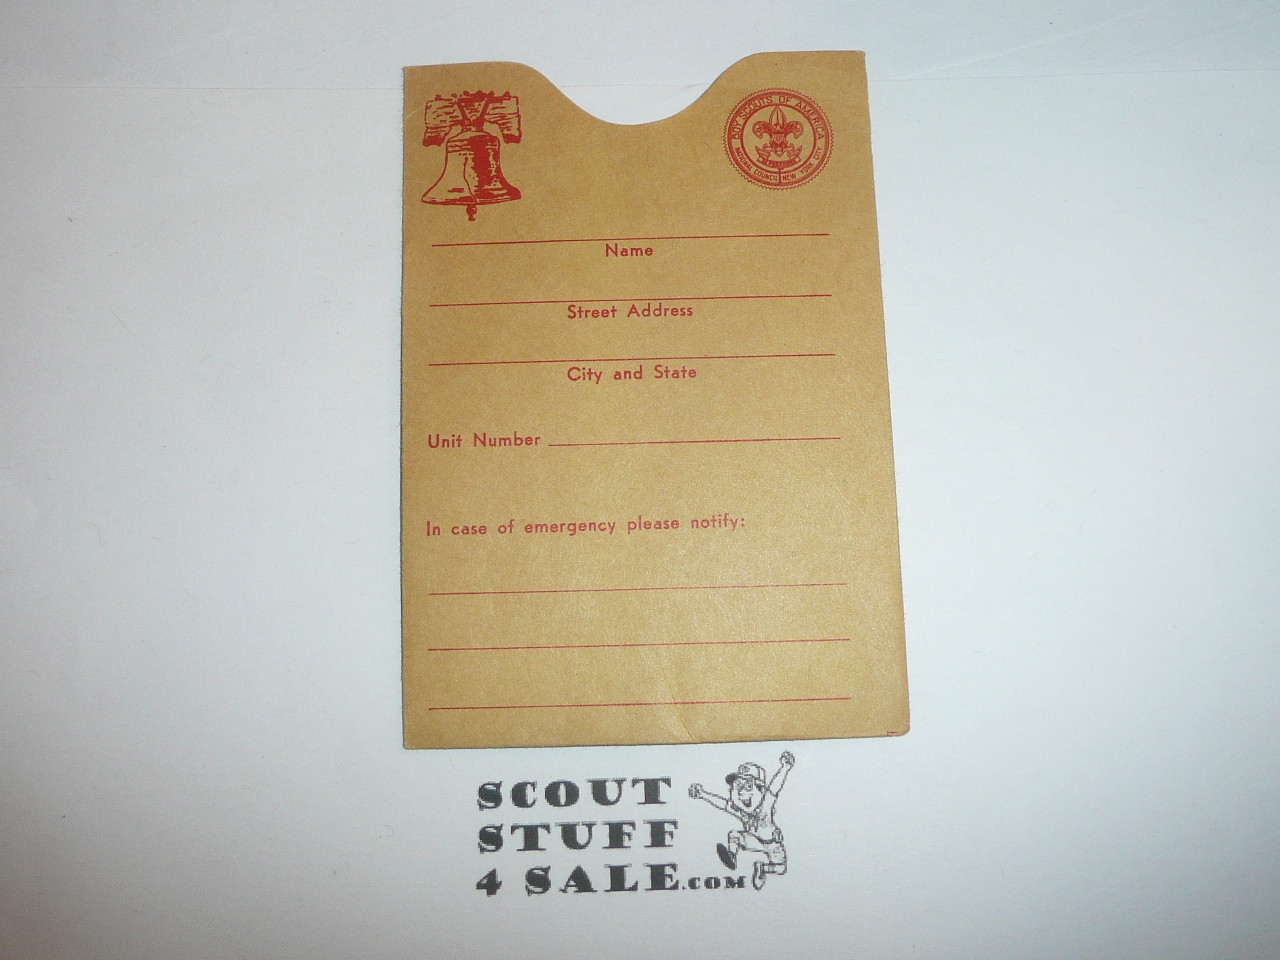 BOY SCOUTS OF AMERICA
NATIONAL COUNCIL NEW YORK CITY
Name
Street Address
City and State
Unit Number
In case of emergency please notify:
SCOUT
STUFF
4 SALE.COM